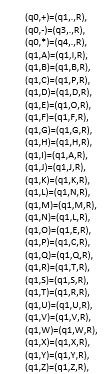 (q0,+)=(q1,.,R),
(q0,-)=(q3,.,R),
(q0,*)=(q4,.,R),
(q1,A)=(q1,I,R),
(q1,B)=(q1,B,R),
(q1,C)=(q1,P,R),
(q1,D)=(q1,D,R),
(q1,E)=(q1,O,R),
(q1,F)=(q1,F,R),
(q1,G)=(q1,G,R),
(q1,H)=(q1,H,R),
(q1,I)=(q1,A,R),
(q1,J)=(q1,J,R),
(q1,K)=(q1,K,R),
(q1,L)=(q1,N,R),
(q1,M)=(q1,M,R),
(q1,N)=(q1,L,R),
(q1,O)=(q1,E,R),
(q1,P)=(q1,C,R),
(q1,Q)=(q1,Q,R),
(q1,R)=(q1,T,R),
(q1,S)=(q1,S,R),
(q1,T)=(q1,R,R),
(q1,U)=(q1,U,R),
(q1,V)=(q1,V,R),
(q1,W)=(q1,W,R),
(q1,X)=(q1,X,R),
(q1,Y)=(q1,Y,R),
(q1,Z)=(q1,Z,R),